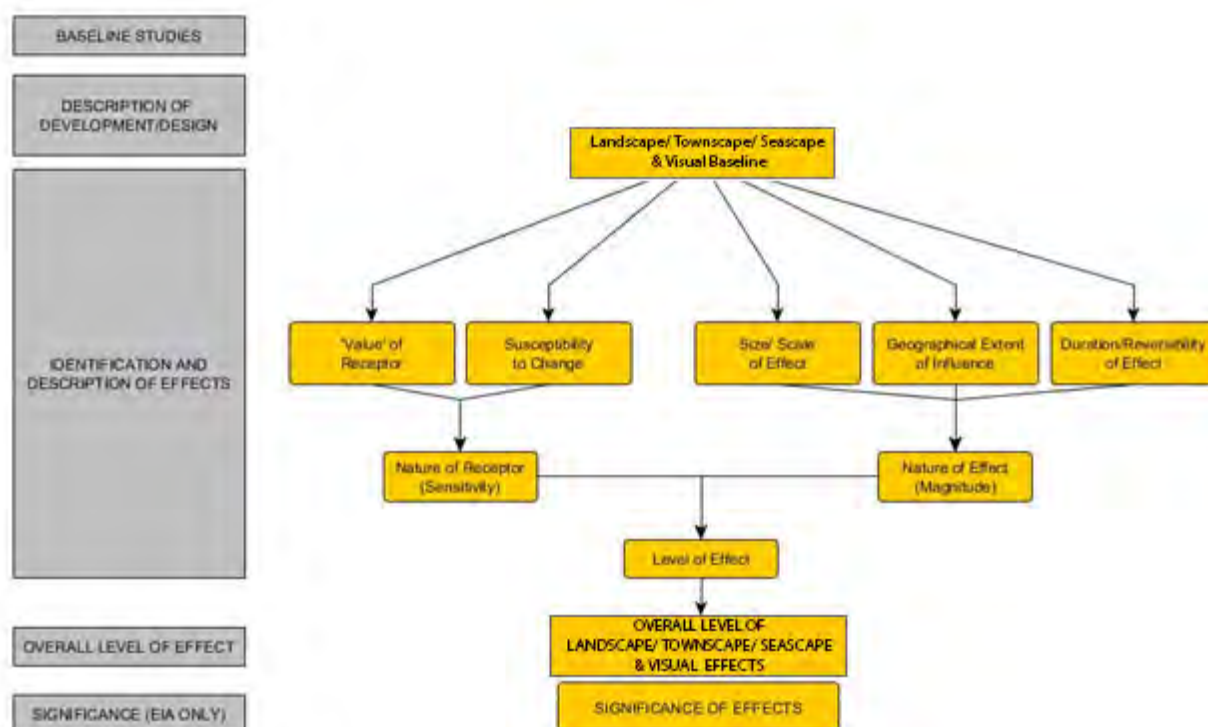 BASELINE STUDIES
DESCRIPTION OF
DEVELOPMENT/DESIGN
Landscape/ Townscape/ Seascape
& Visual Baseline
IDENTIFICATION AND
DESCRIPTION OF EFFECTS
'Value' of
Receptor
Susceptibility
to Change
Size/ Scale
of Effect
Geographical Extent
of Influence
Duration/Reversibility
of Effect
Nature of Receptor
(Sensitivity)
Nature of Effect
(Magnitude)
Level of Effect
OVERALL LEVEL OF EFFECT
OVERALL LEVEL OF
LANDSCAPE/ TOWNSCAPE/ SEASCAPE
& VISUAL EFFECTS
SIGNIFICANCE (EIA ONLY)
SIGNIFICANCE OF EFFECTS